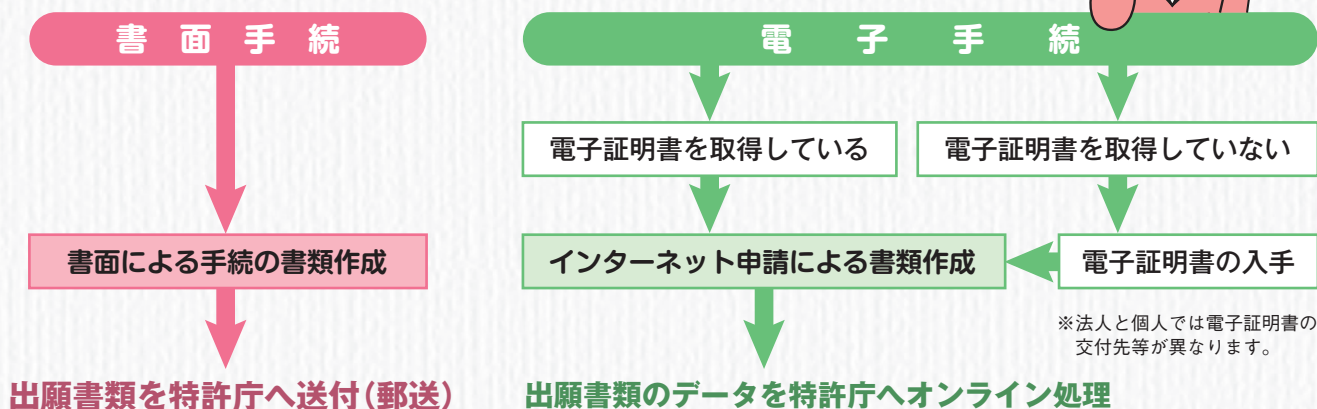 書面手続
書面による手続の書類作成
出願書類を特許庁へ送付(郵送)
電子手続
電子証明書を取得している
電子証明書を取得していない
インターネット申請による書類作成
電子証明書の入手
※法人と個人では電子証明書の
交付先等が異なります。
出願書類のデータを特許庁へオンライン処理